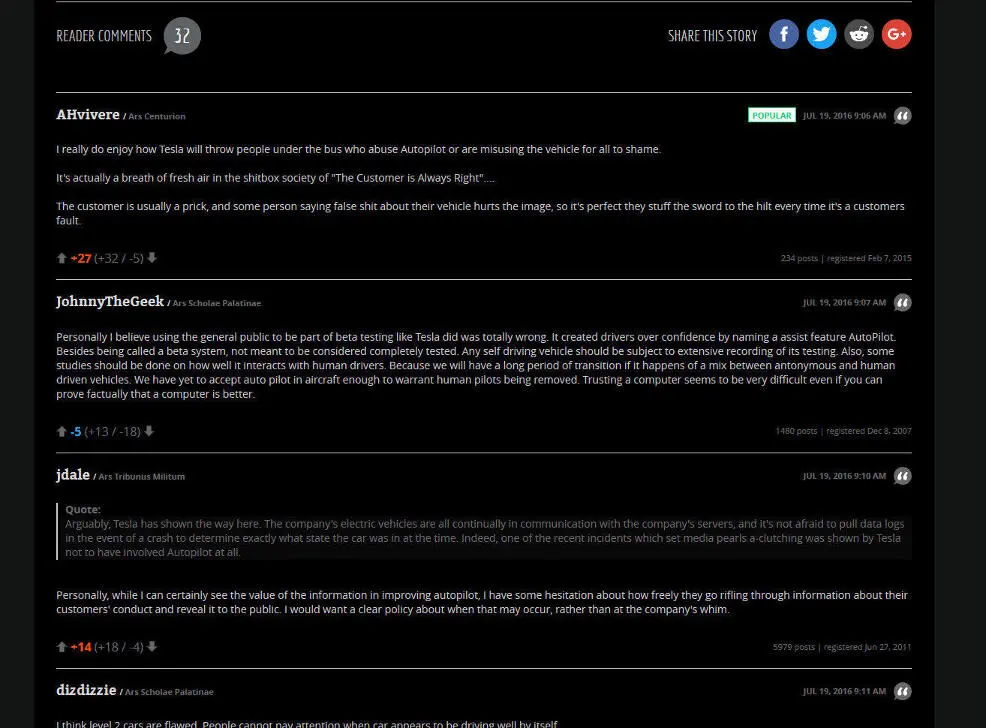 READER COMMENTS 32
SHARE THIS STORY
AHvivere / Ars Centurion
POPULAR JUL 19, 2016 9:06 AM
I really do enjoy how Tesla will throw people under the bus who abuse Autopilot or are misusing the vehicle for all to shame.
It's actually a breath of fresh air in the shitbox society of "The Customer is Always Right"....
The customer is usually a prick, and some person saying false shit about their vehicle hurts the image, so it's perfect they stuff the sword to the hilt every time it's a customers
fault.
+27 (+32 / -5)
234 posts | registered Feb 7, 2015
JohnnyTheGeek / Ars Scholae Palatinae
JUL 19, 2016 9:07 AM
Personally I believe using the general public to be part of beta testing like Tesla did was totally wrong. It created drivers over confidence by naming a assist feature AutoPilot.
Besides being called a beta system, not meant to be considered completely tested. Any self driving vehicle should be subject to extensive recording of its testing. Also, some
studies should be done on how well it interacts with human drivers. Because we will have a long period of transition if it happens of a mix between antonymous and human
driven vehicles. We have yet to accept auto pilot in aircraft enough to warrant human pilots being removed. Trusting a computer seems to be very difficult even if you can
prove factually that a computer is better.
-5 (+13 / -18)
1480 posts | registered Dec 8, 2007
jdale / Ars Tribunus Militum
JUL 19, 2016 9:10 AM
Quote:
Arguably, Tesla has shown the way here. The company's electric vehicles are all continually in communication with the company's servers, and it's not afraid to pull data logs
in the event of a crash to determine exactly what state the car was in at the time. Indeed, one of the recent incidents which set media pearls a-clutching was shown by Tesla
not to have involved Autopilot at all.
Personally, while I can certainly see the value of the information in improving autopilot, I have some hesitation about how freely they go rifling through information about their
customers' conduct and reveal it to the public. I would want a clear policy about when that may occur, rather than at the company's whim.
+14 (+18 / -4)
5979 posts | registered Jun 27, 2011
dizdizzie / Ars Scholae Palatinae
JUL 19, 2016 9:11 AM
I think level 2 cars are flawed. People cannot pay attention when car appears to be driving well by itself.